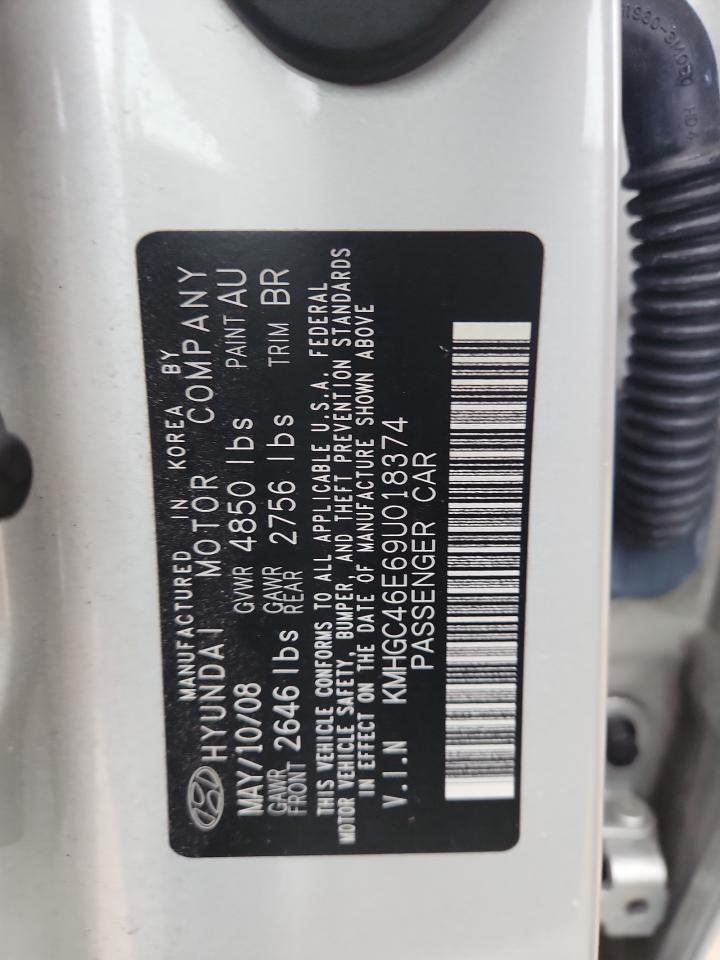 MANUFACTURED IN KOREA BY
HYUNDAI MOTOR COMPANY
MAY/10/08 GVWR 4850 lbs PAINT AU
GAWR FRONT 2646 lbs GAWR REAR 2756 lbs TRIM BR
THIS VEHICLE CONFORMS TO ALL APPLICABLE U.S.A. FEDERAL
MOTOR VEHICLE SAFETY, BUMPER, AND THEFT PREVENTION STANDARDS
IN EFFECT ON THE DATE OF MANUFACTURE SHOWN ABOVE
V.I.N KMHGC46E69U018374
PASSENGER CAR